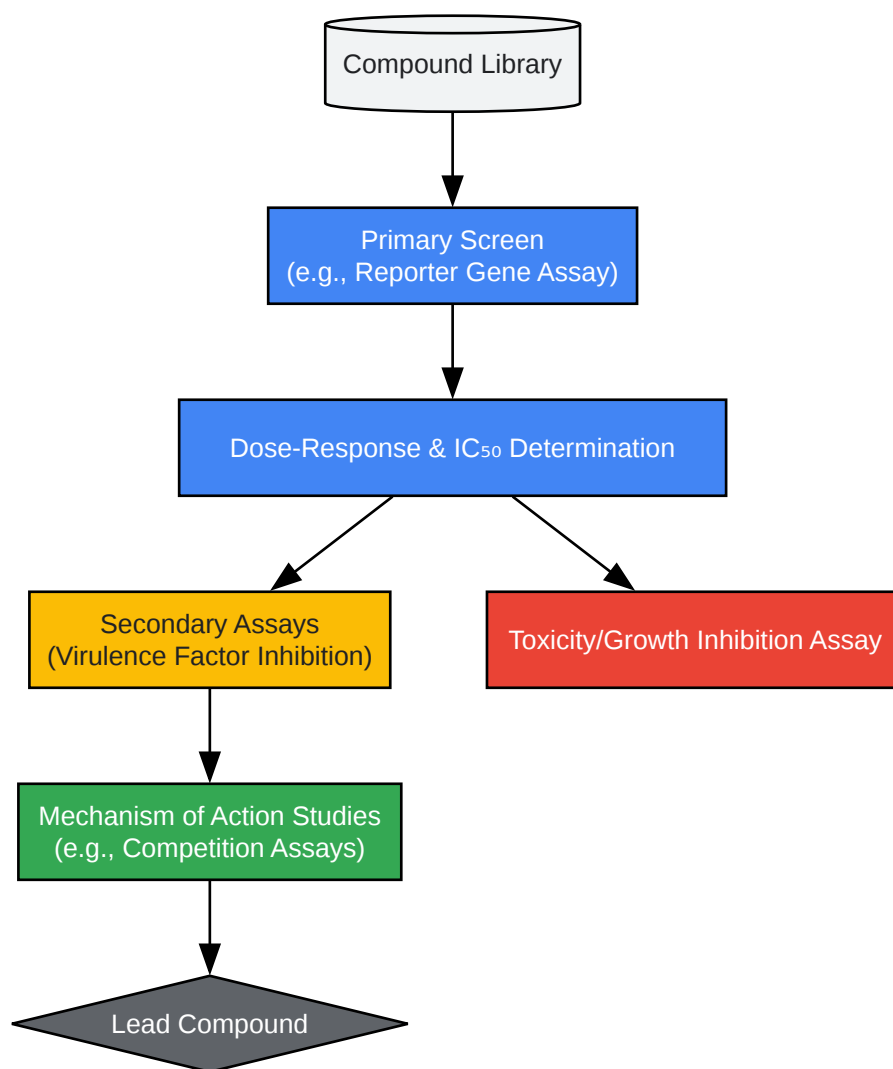 Compound Library
Primary Screen
(e.g., Reporter Gene Assay)
Dose-Response & IC₅₀ Determination
Secondary Assays
(Virulence Factor Inhibition)
Toxicity/Growth Inhibition Assay
Mechanism of Action Studies
(e.g., Competition Assays)
Lead Compound